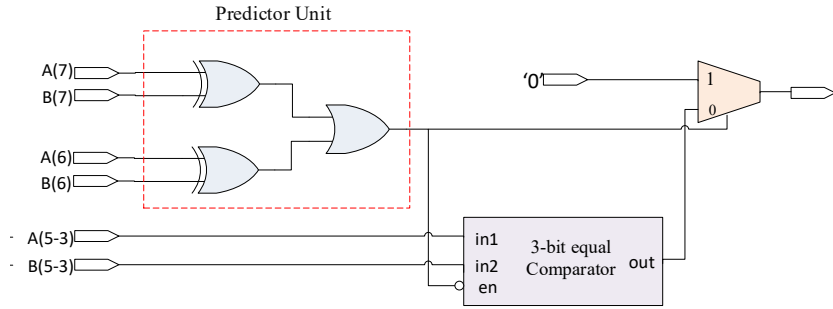 Predictor Unit
A(7)
B(7)
'0'
1
0
A(6)
B(6)
- A(5-3)
- B(5-3)
in1
in2
en
3-bit equal
Comparator
out